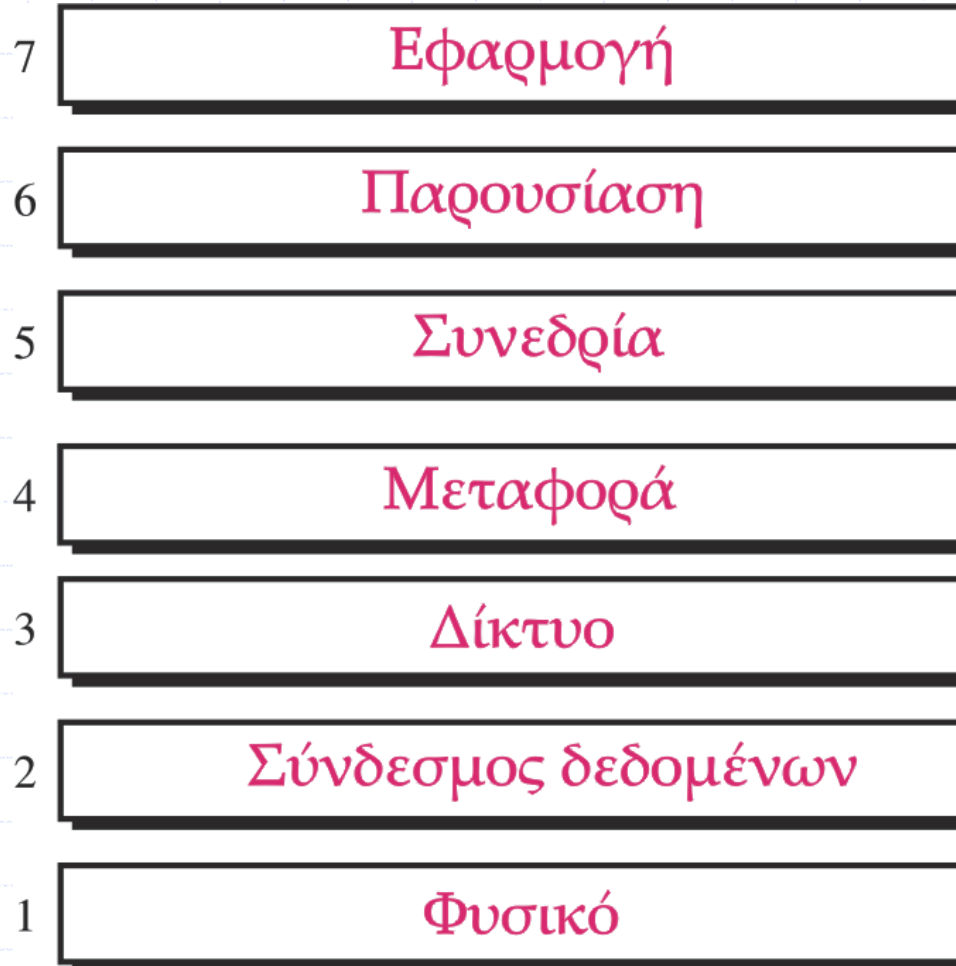 7 Εφαρμογή
6 Παρουσίαση
5 Συνεδρία
4 Μεταφορά
3 Δίκτυο
2 Σύνδεσμος δεδομένων
1 Φυσικό